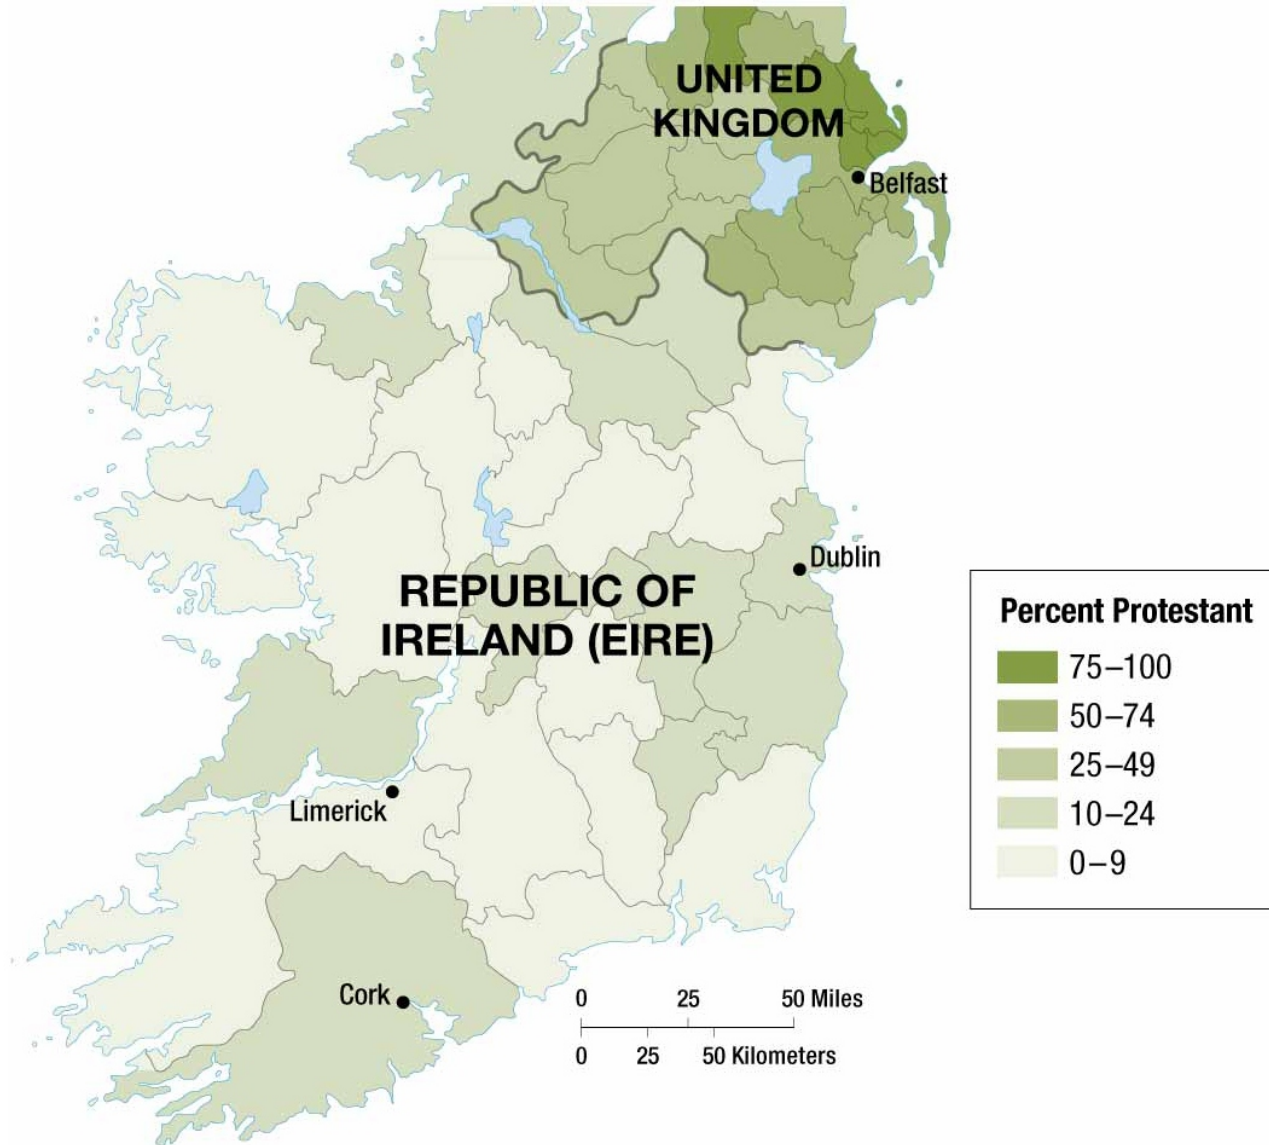 UNITED
KINGDOM
Belfast
Dublin
REPUBLIC OF
IRELAND (EIRE)
Limerick
Cork
Percent Protestant
75–100
50–74
25–49
10–24
0–9
0 25 50 Miles
0 25 50 Kilometers